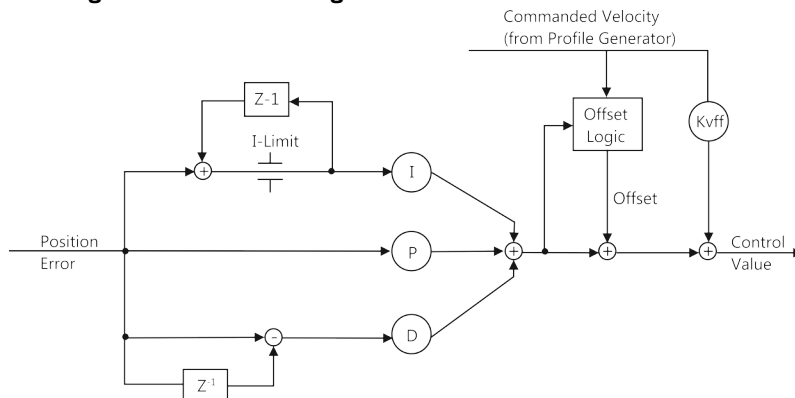 Commanded Velocity
(from Profile Generator)
Z-1
I-Limit
Offset
Logic
Kvff
I
Offset
Position
Error
P
Control
Value
D
Z-1
+
+
+
+
-